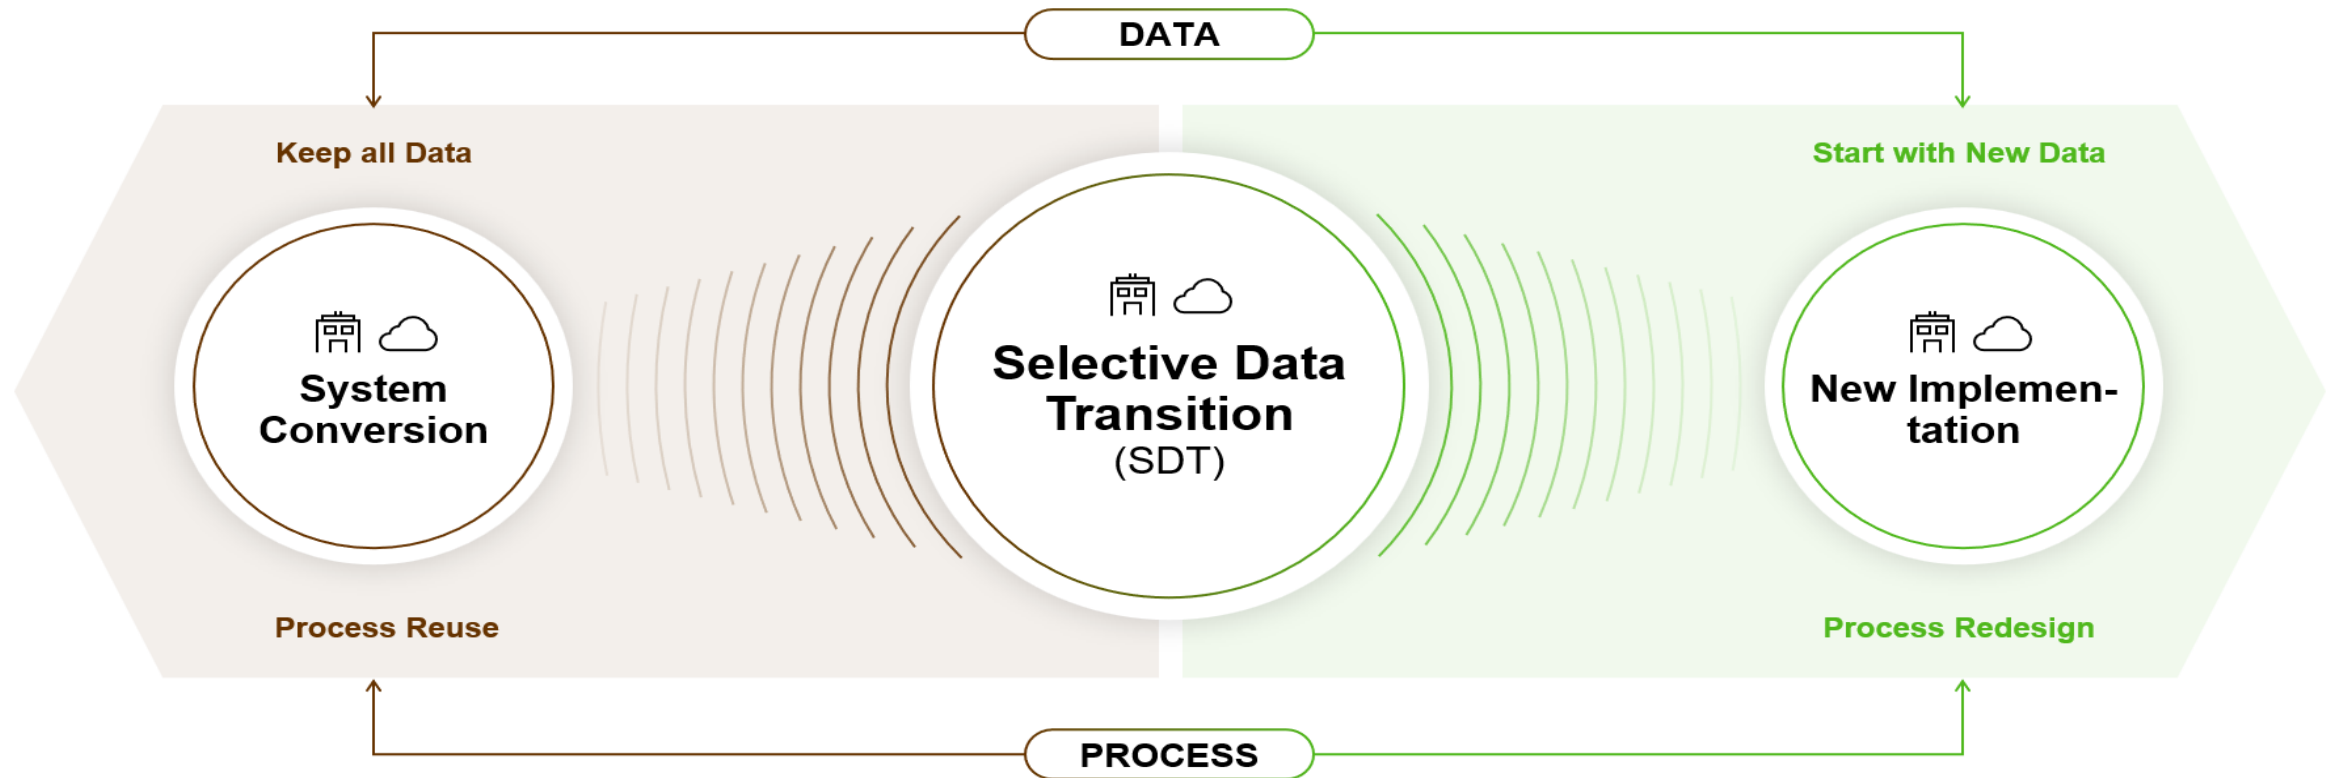 DATA
Keep all Data
Start with New Data
System
Conversion
Selective Data
Transition
(SDT)
New Implemen-
tation
Process Reuse
Process Redesign
PROCESS